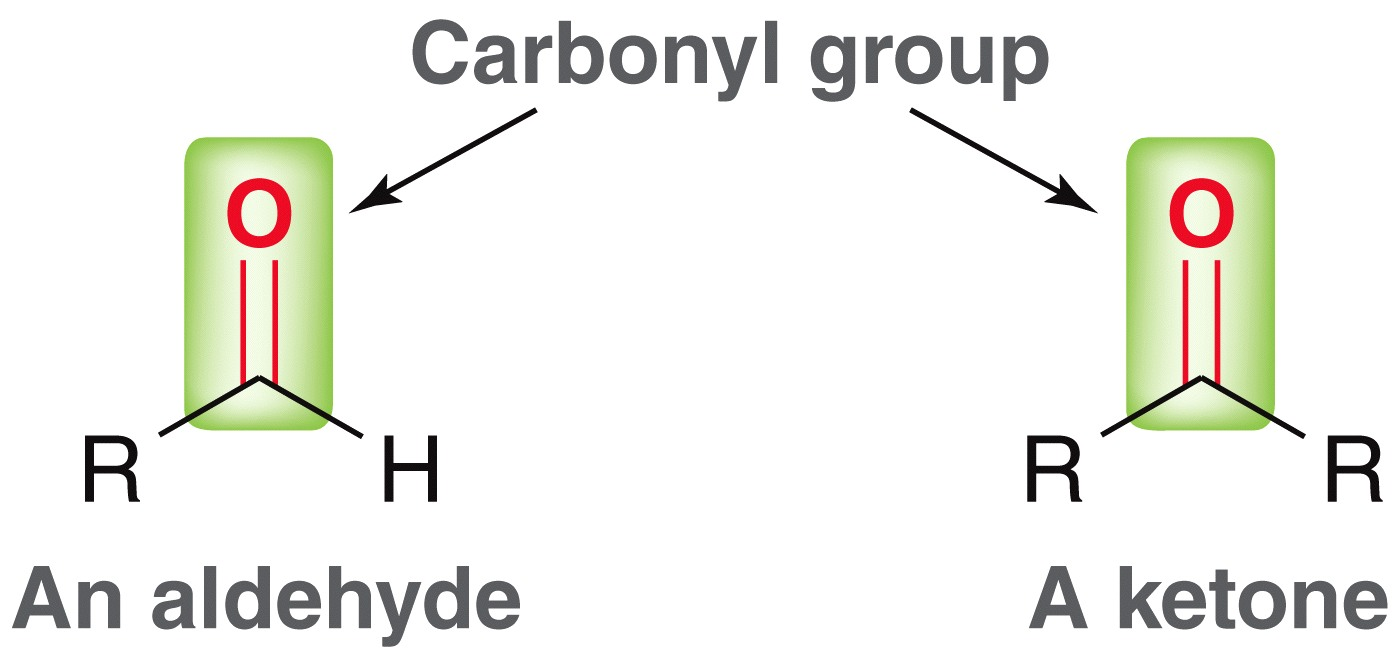 Carbonyl group
O O
R H R R
An aldehyde A ketone